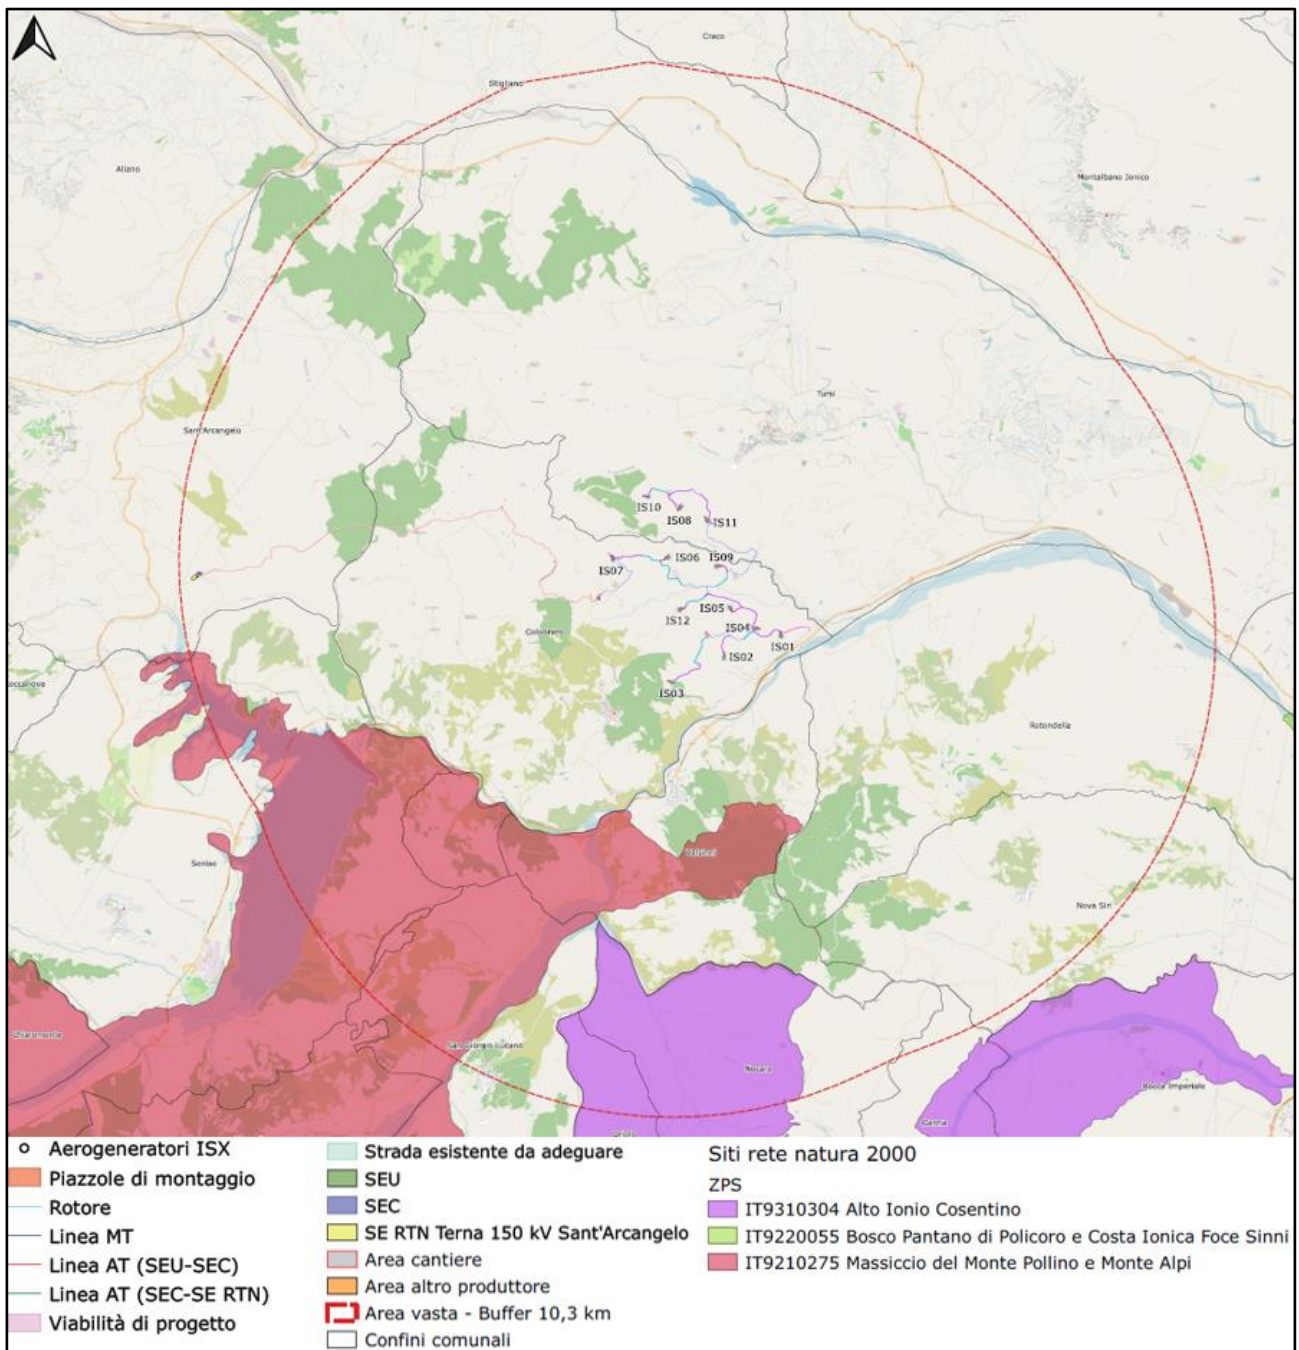 Craco
Stigliano
Aliano
Montalbano Jonico
Tursi
Sant'Arcangelo
IS10
IS08
IS11
IS06
IS09
IS07
IS05
IS12
IS04
Colobraro
IS01
IS02
IS03
Rotondella
Valsinni
Senise
Nova Siri
Chiaromonte
San Giorgio Lucano
Nocara
Rocca Imperiale
Canna
Oriolo
Aerogeneratori ISX
Piazzole di montaggio
Rotore
Linea MT
Linea AT (SEU-SEC)
Linea AT (SEC-SE RTN)
Viabilità di progetto
Strada esistente da adeguare
SEU
SEC
SE RTN Terna 150 kV Sant'Arcangelo
Area cantiere
Area altro produttore
Area vasta - Buffer 10,3 km
Confini comunali
Siti rete natura 2000
ZPS
IT9310304 Alto Ionio Cosentino
IT9220055 Bosco Pantano di Policoro e Costa Ionica Foce Sinni
IT9210275 Massiccio del Monte Pollino e Monte Alpi